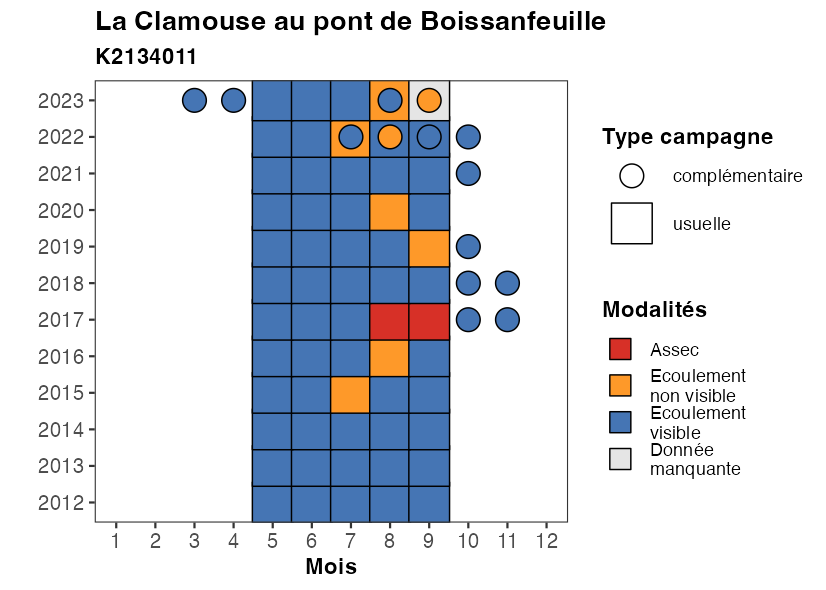 La Clamouse au pont de Boissanfeuille
K2134011
2023
2022
2021
2020
2019
2018
2017
2016
2015
2014
2013
2012
1 2 3 4 5 6 7 8 9 10 11 12
Mois
Type campagne
complémentaire
usuelle
Modalités
Assec
Ecoulement
non visible
Ecoulement
visible
Donnée
manquante